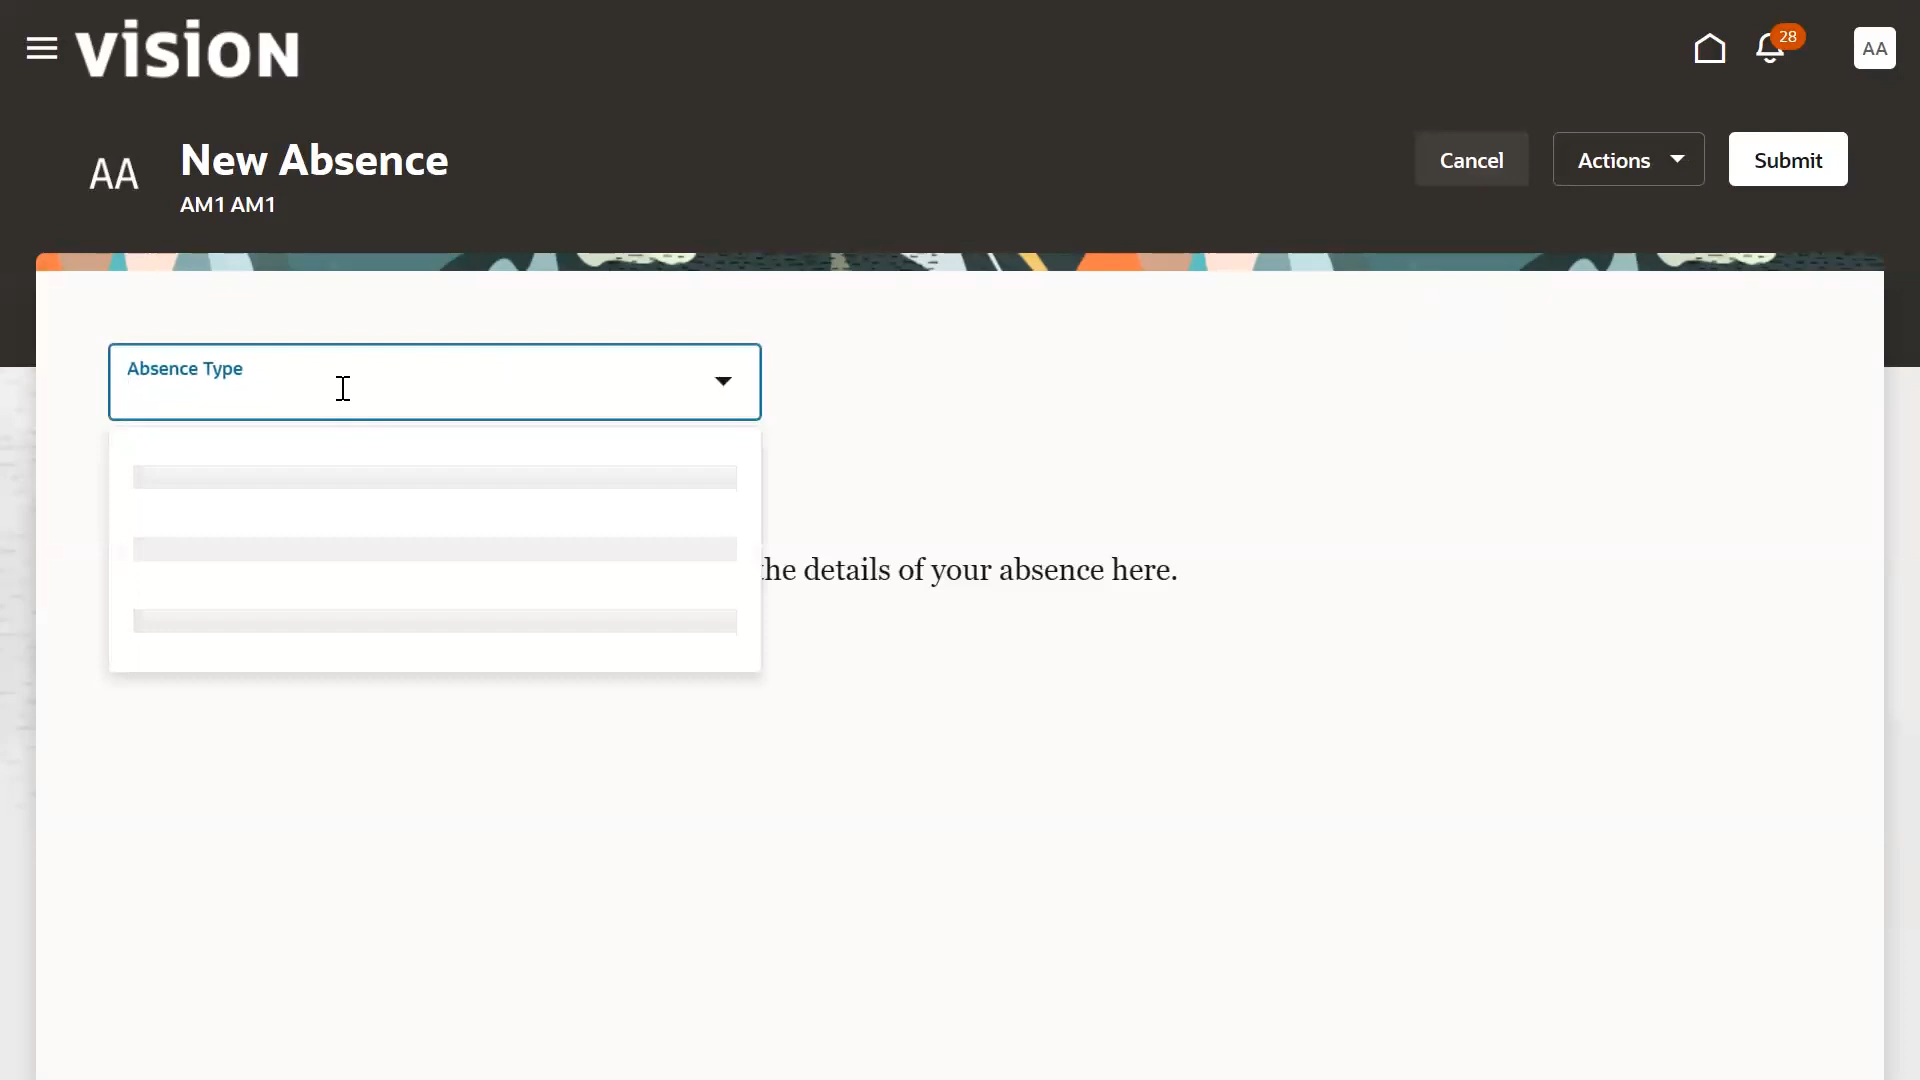 vision
28
AA
AA
New Absence
AM1 AM1
Cancel
Actions
Submit
Absence Type
the details of your absence here.